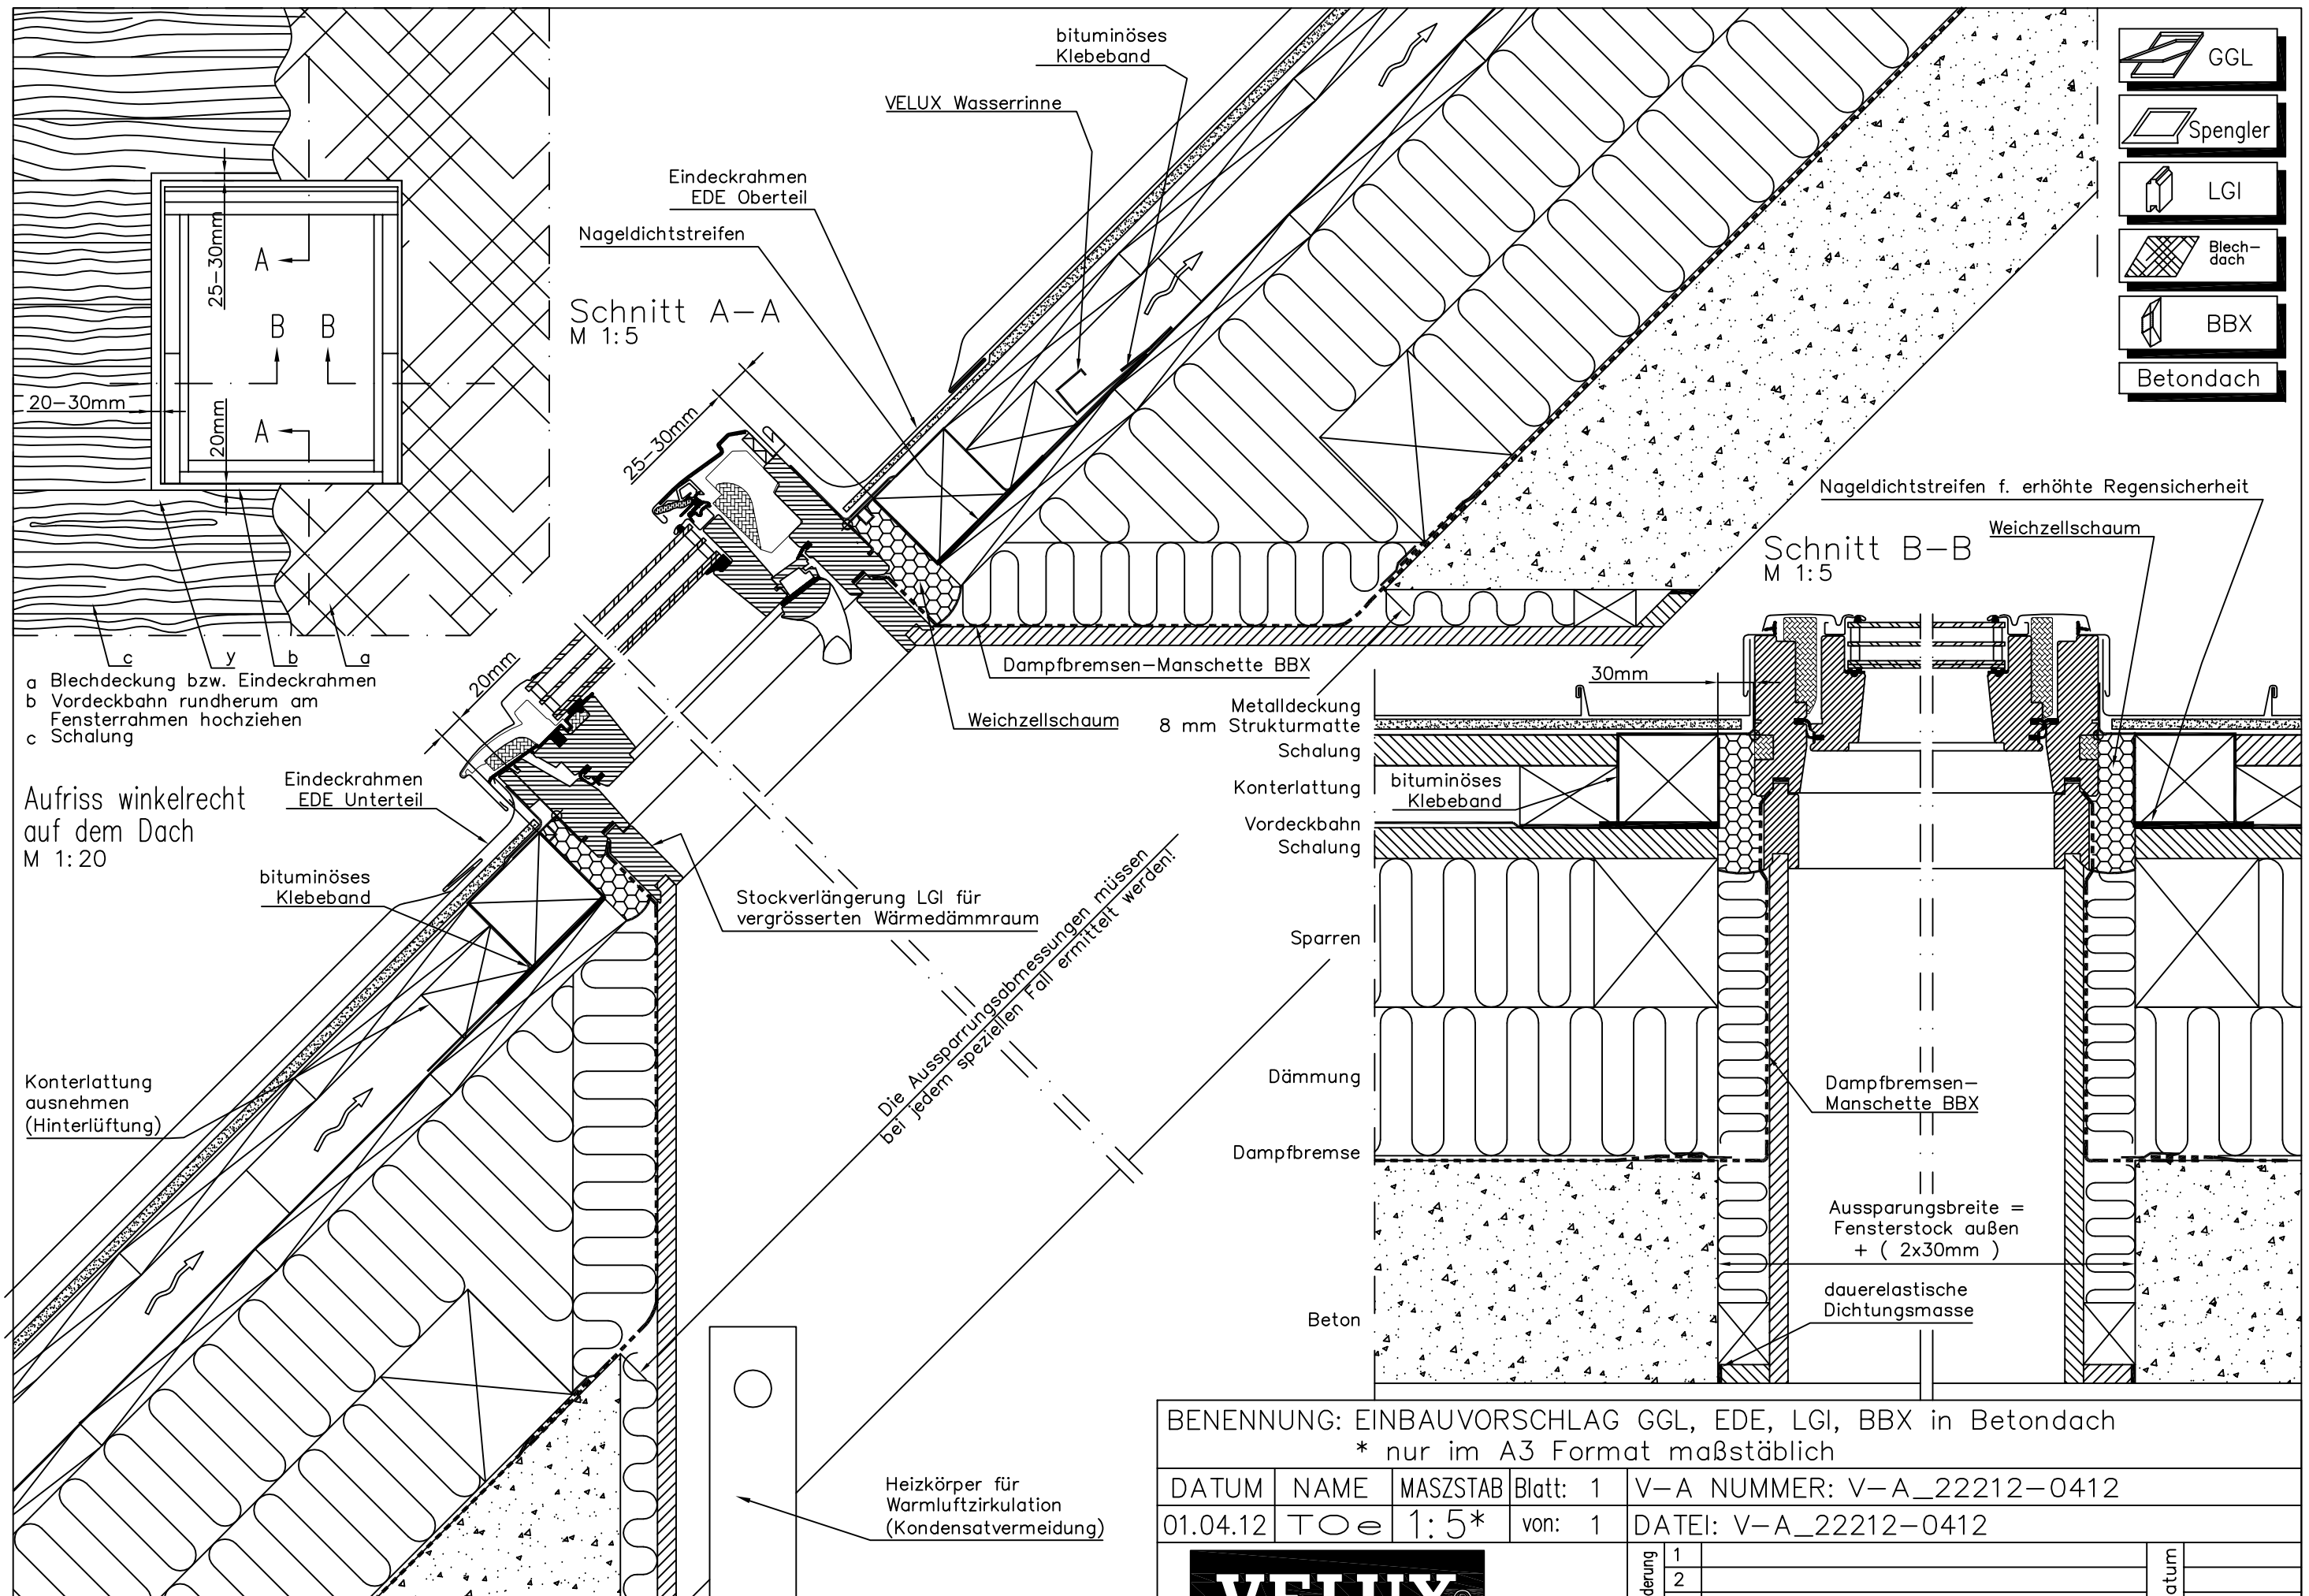 25-30mm
A
B
B
20-30mm
20mm
A
c
y
b
a
a Blechdeckung bzw. Eindeckrahmen
b Vordeckbahn rundherum am
Fensterrahmen hochziehen
c Schalung
Aufriss winkelrecht
auf dem Dach
M 1:20
Schnitt A-A
M 1:5
bituminöses
Klebeband
VELUX Wasserrinne
Eindeckrahmen
EDE Oberteil
Nageldichtstreifen
25-30mm
20mm
Dampfbremsen-Manschette BBX
Weichzellschaum
Eindeckrahmen
EDE Unterteil
bituminöses
Klebeband
Stockverlängerung LGI für
vergrösserten Wärmedämmraum
Die Aussparrungsabmessungen müssen
bei jedem speziellen Fall ermittelt werden!
Konterlattung
ausnehmen
(Hinterlüftung)
Heizkörper für
Warmluftzirkulation
(Kondensatvermeidung)
GGL
Spengler
LGI
Blech-
dach
BBX
Betondach
Nageldichtstreifen f. erhöhte Regensicherheit
Weichzellschaum
Schnitt B-B
M 1:5
30mm
Metalldeckung
8 mm Strukturmatte
Schalung
Konterlattung
bituminöses
Klebeband
Vordeckbahn
Schalung
Sparren
Dämmung
Dampfbremsen-
Manschette BBX
Dampfbremse
Aussparungsbreite =
Fensterstock außen
+ ( 2x30mm )
dauerelastische
Dichtungsmasse
Beton
BENENNUNG: EINBAUVORSCHLAG GGL, EDE, LGI, BBX in Betondach
* nur im A3 Format maßstäblich
DATUM NAME MASZSTAB Blatt: 1 V-A NUMMER: V-A_22212-0412
01.04.12 TOe 1:5* von: 1 DATEI: V-A_22212-0412
VELUX®
1
2